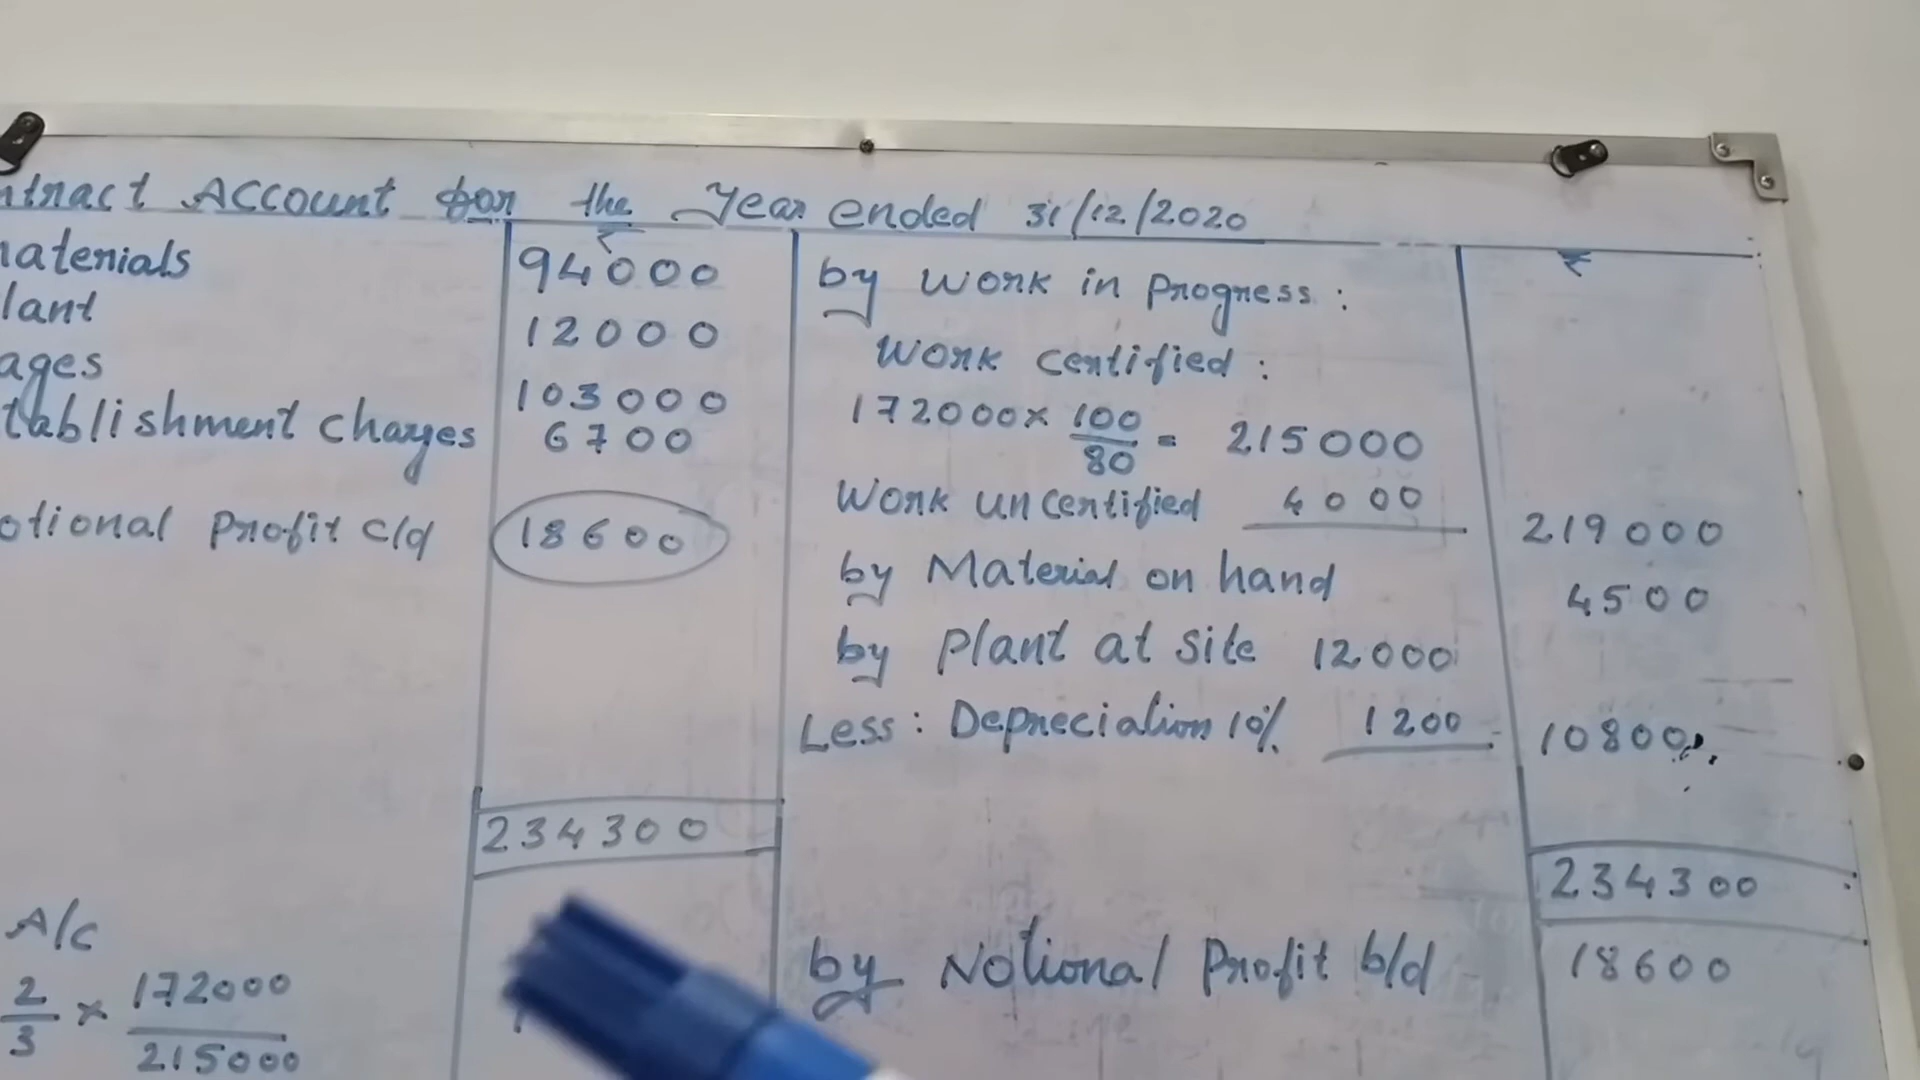 ntract Account for the Year ended 31/12/2020
₹
₹
naterials 94000
lant 12000
ages 103000
tablishment charges 6700
otional Profit c/d 18600
234300
A/c
2/3 × 172000/215000
by Work in progress :
Work certified :
172000 × 100/80 = 215000
Work uncertified 4000 219000
by Material on hand 4500
by plant at site 12000
Less : Depreciation 10% 1200 10800
234300
by Notional Profit b/d 18600